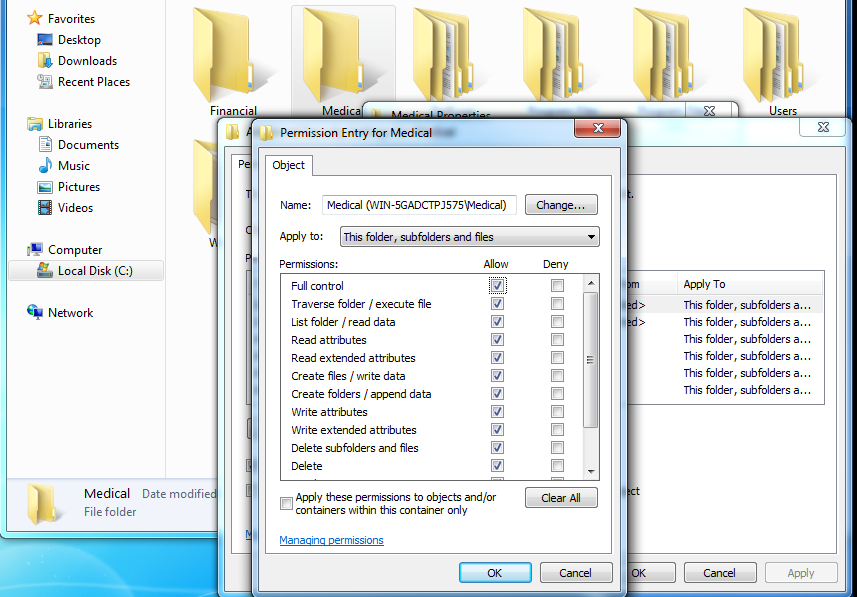 Favorites
Desktop
Downloads
Recent Places
Libraries
Documents
Music
Pictures
Videos
Computer
Local Disk (C:)
Network
Financial
Medica
Users
Medical Properties
Permission Entry for Medical
Object
Name: Medical (WIN-5GADCTPJ575\Medical) Change...
Apply to: This folder, subfolders and files
Permissions: Allow Deny
Full control
Traverse folder / execute file
List folder / read data
Read attributes
Read extended attributes
Create files / write data
Create folders / append data
Write attributes
Write extended attributes
Delete subfolders and files
Delete
Apply these permissions to objects and/or
containers within this container only
Clear All
Managing permissions
OK Cancel
Apply To
This folder, subfolders a...
This folder, subfolders a...
This folder, subfolders a...
This folder, subfolders a...
This folder, subfolders a...
This folder, subfolders a...
OK Cancel Apply
Medical Date modified
File folder